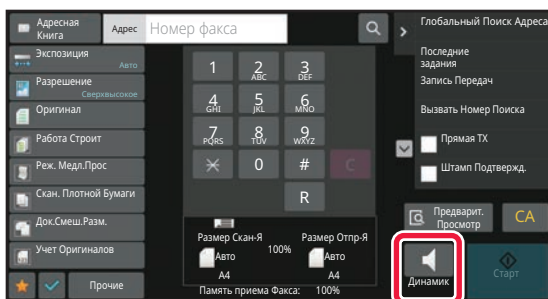 Адресная
Книга
Адрес
Номер факса
Экспозиция
Авто
Разрешение
Сверхвысокое
Оригинал
Работа Строит
Реж. Медл.Прос
Скан. Плотной Бумаги
Док.Смеш.Разм.
Учет Оригиналов
Прочие
1
2
ABC
3
DEF
4
GHI
5
JKL
6
MNO
7
PQRS
8
TUV
9
WXYZ
0
#
C
R
Размер Скан-Я
100%
Размер Отпр-Я
Авто
Авто
A4
A4
Память приема Факса: 100%
Глобальный Поиск Адреса
Последние
задания
Запись Передач
Вызвать Номер Поиска
Прямая TX
Штамп Подтвержд.
Предварит.
Просмотр
CA
Динамик
Старт